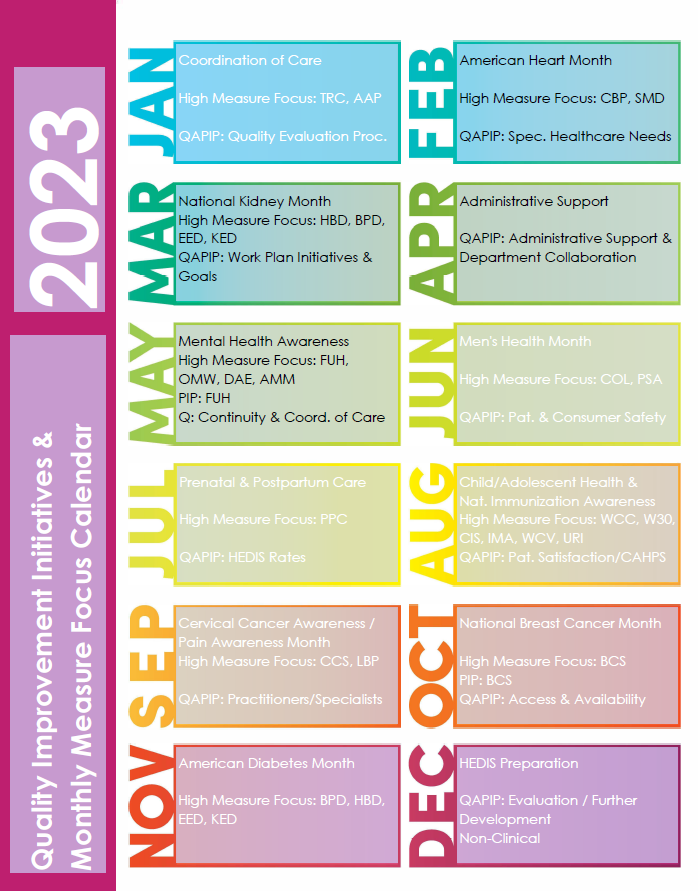 2023
Quality Improvement Initiatives &
Monthly Measure Focus Calendar
JAN
Coordination of Care
High Measure Focus: TRC, AAP
QAPIP: Quality Evaluation Proc.
FEB
American Heart Month
High Measure Focus: CBP, SMD
QAPIP: Spec. Healthcare Needs
MAR
National Kidney Month
High Measure Focus: HBD, BPD,
EED, KED
QAPIP: Work Plan Initiatives &
Goals
APR
Administrative Support
QAPIP: Administrative Support &
Department Collaboration
MAY
Mental Health Awareness
High Measure Focus: FUH,
OMW, DAE, AMM
PIP: FUH
Q: Continuity & Coord. of Care
JUN
Men's Health Month
High Measure Focus: COL, PSA
QAPIP: Pat. & Consumer Safety
JUL
Prenatal & Postpartum Care
High Measure Focus: PPC
QAPIP: HEDIS Rates
AUG
Child/Adolescent Health &
Nat. Immunization Awareness
High Measure Focus: WCC, W30,
CIS, IMA, WCV, URI
QAPIP: Pat. Satisfaction/CAHPS
SEP
Cervical Cancer Awareness /
Pain Awareness Month
High Measure Focus: CCS, LBP
QAPIP: Practitioners/Specialists
OCT
National Breast Cancer Month
High Measure Focus: BCS
PIP: BCS
QAPIP: Access & Availability
NOV
American Diabetes Month
High Measure Focus: BPD, HBD,
EED, KED
DEC
HEDIS Preparation
QAPIP: Evaluation / Further
Development
Non-Clinical